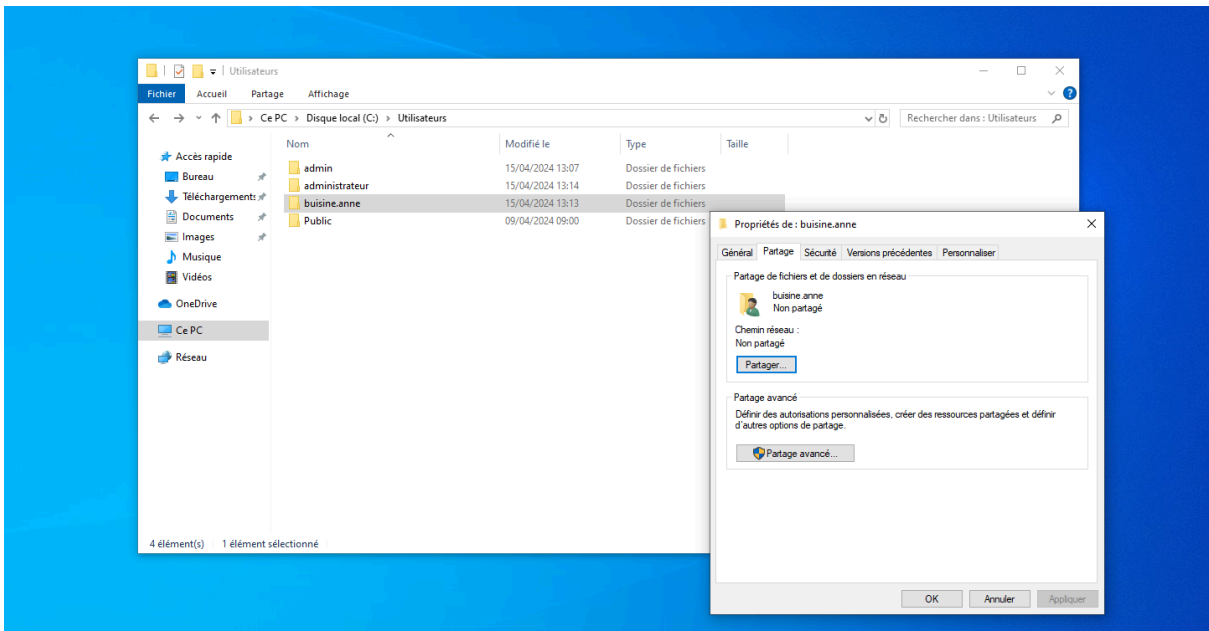 Utilisateurs
Fichier Accueil Partage Affichage
Ce PC > Disque local (C:) > Utilisateurs
Rechercher dans : Utilisateurs
Nom Modifié le Type Taille
Accès rapide
Bureau
Téléchargements
Documents
Images
Musique
Vidéos
OneDrive
Ce PC
Réseau
admin 15/04/2024 13:07 Dossier de fichiers
administrateur 15/04/2024 13:14 Dossier de fichiers
buisine.anne 15/04/2024 13:13 Dossier de fichiers
Public 09/04/2024 09:00 Dossier de fichiers
4 élément(s) 1 élément sélectionné
Propriétés de : buisine.anne
Général Partage Sécurité Versions précédentes Personnaliser
Partage de fichiers et de dossiers en réseau
buisine.anne
Non partagé
Chemin réseau :
Non partagé
Partager...
Partage avancé
Définir des autorisations personnalisées, créer des ressources partagées et définir
d'autres options de partage.
Partage avancé...
OK Annuler Appliquer